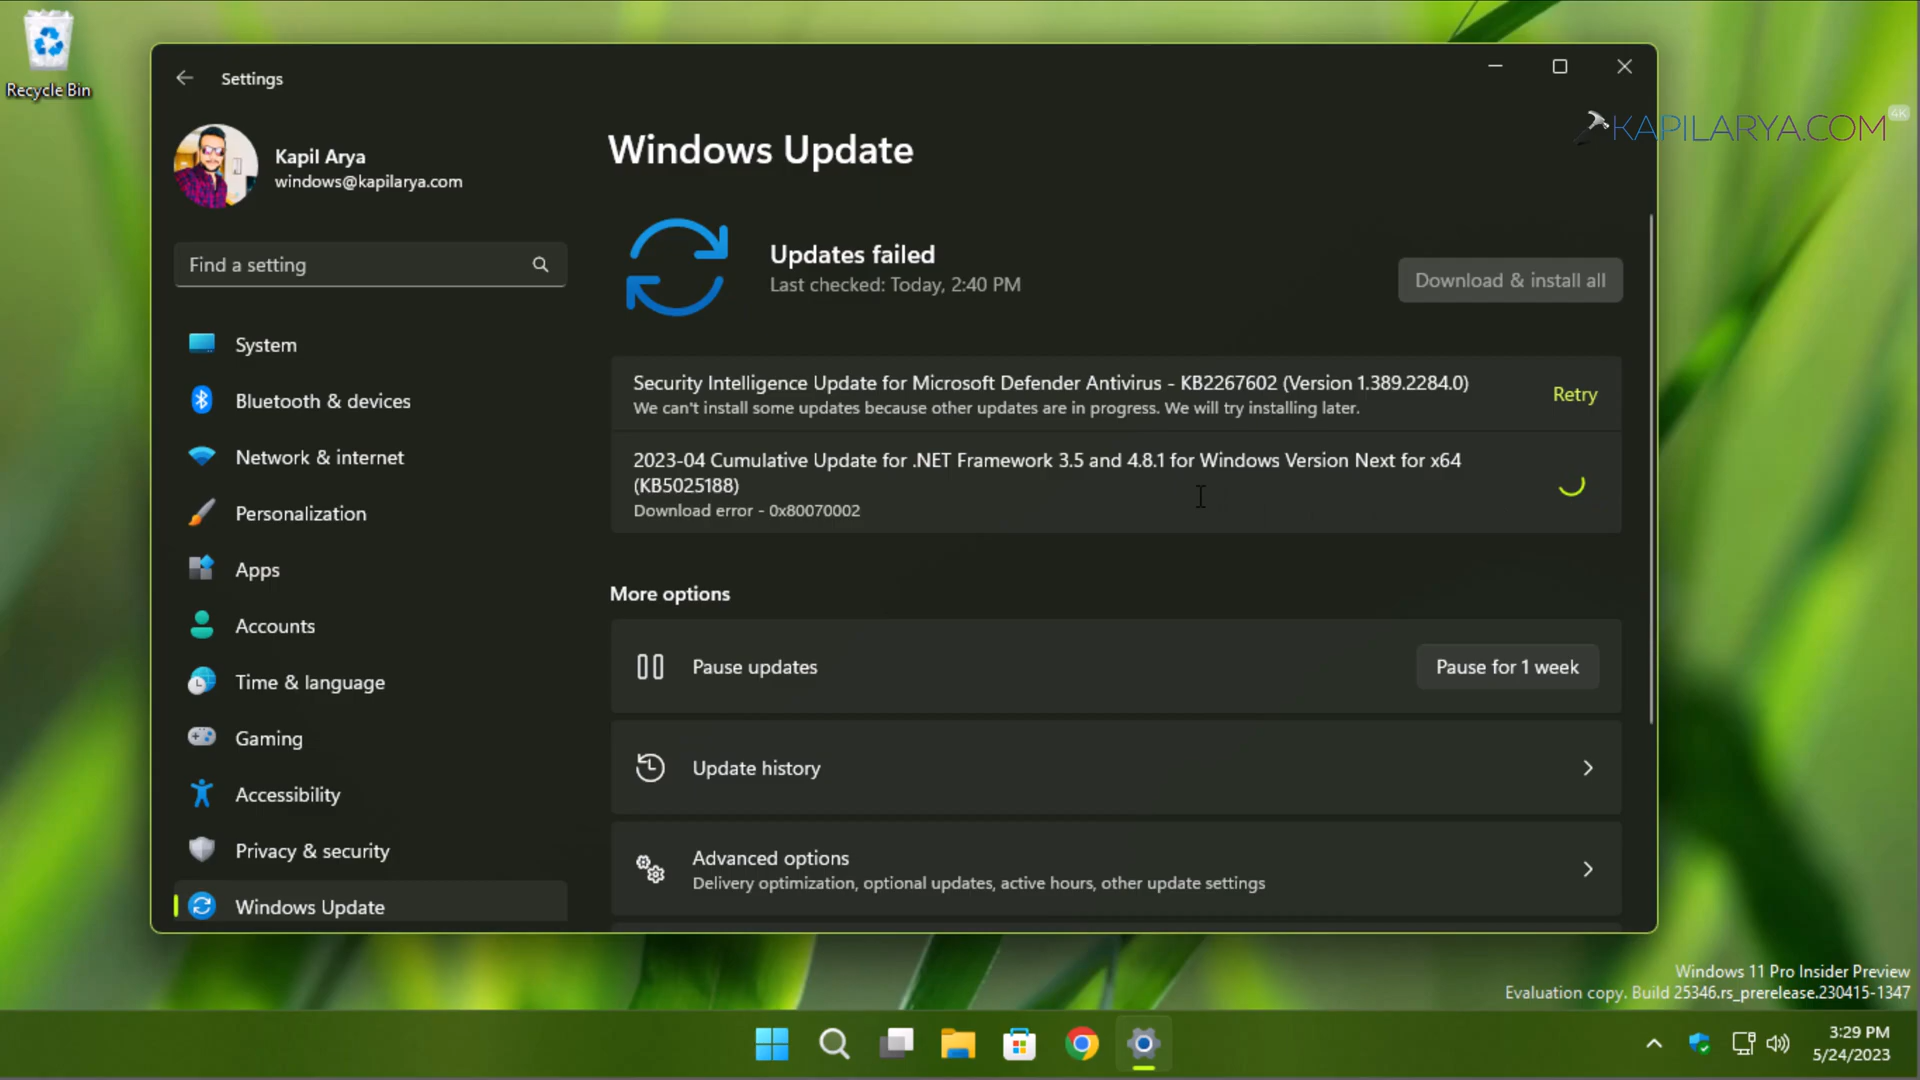 Recycle Bin
Settings
Kapil Arya
windows@kapilarya.com
Find a setting
System
Bluetooth & devices
Network & internet
Personalization
Apps
Accounts
Time & language
Gaming
Accessibility
Privacy & security
Windows Update
KAPILARYA.COM
4K
Windows Update
Updates failed
Last checked: Today, 2:40 PM
Download & install all
Security Intelligence Update for Microsoft Defender Antivirus - KB2267602 (Version 1.389.2284.0)
We can't install some updates because other updates are in progress. We will try installing later.
Retry
2023-04 Cumulative Update for .NET Framework 3.5 and 4.8.1 for Windows Version Next for x64
(KB5025188)
Download error - 0x80070002
More options
Pause updates
Pause for 1 week
Update history
Advanced options
Delivery optimization, optional updates, active hours, other update settings
Windows 11 Pro Insider Preview
Evaluation copy. Build 25346.rs_prerelease.230415-1347
3:29 PM
5/24/2023